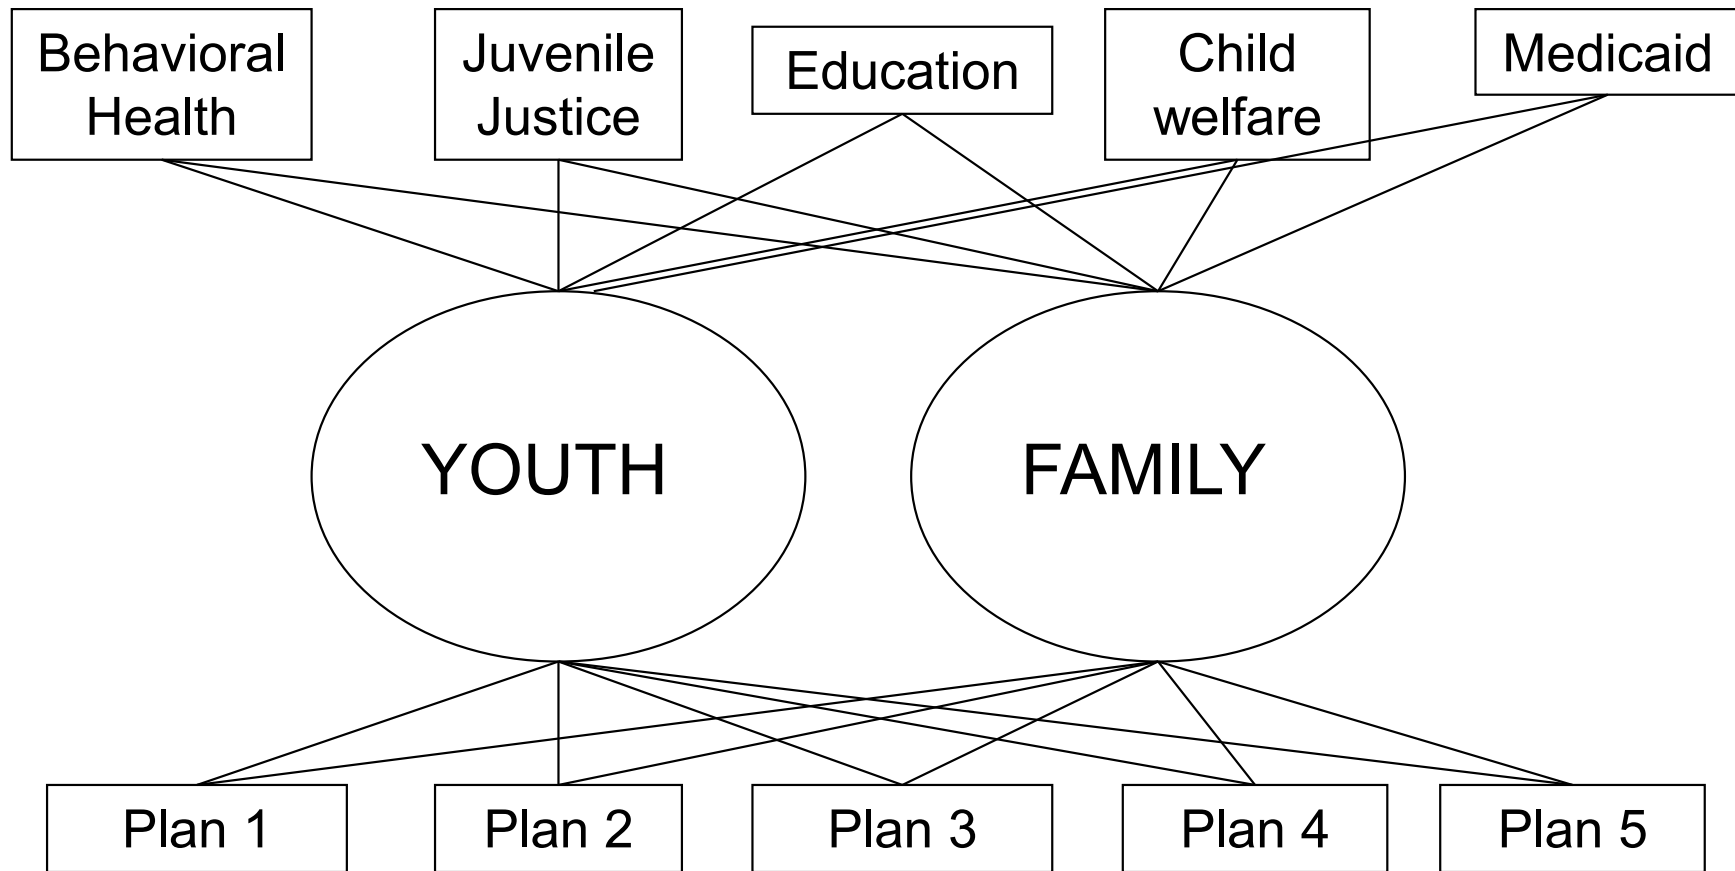 Behavioral
Health
Juvenile
Justice
Education
Child
welfare
Medicaid
YOUTH
FAMILY
Plan 1
Plan 2
Plan 3
Plan 4
Plan 5